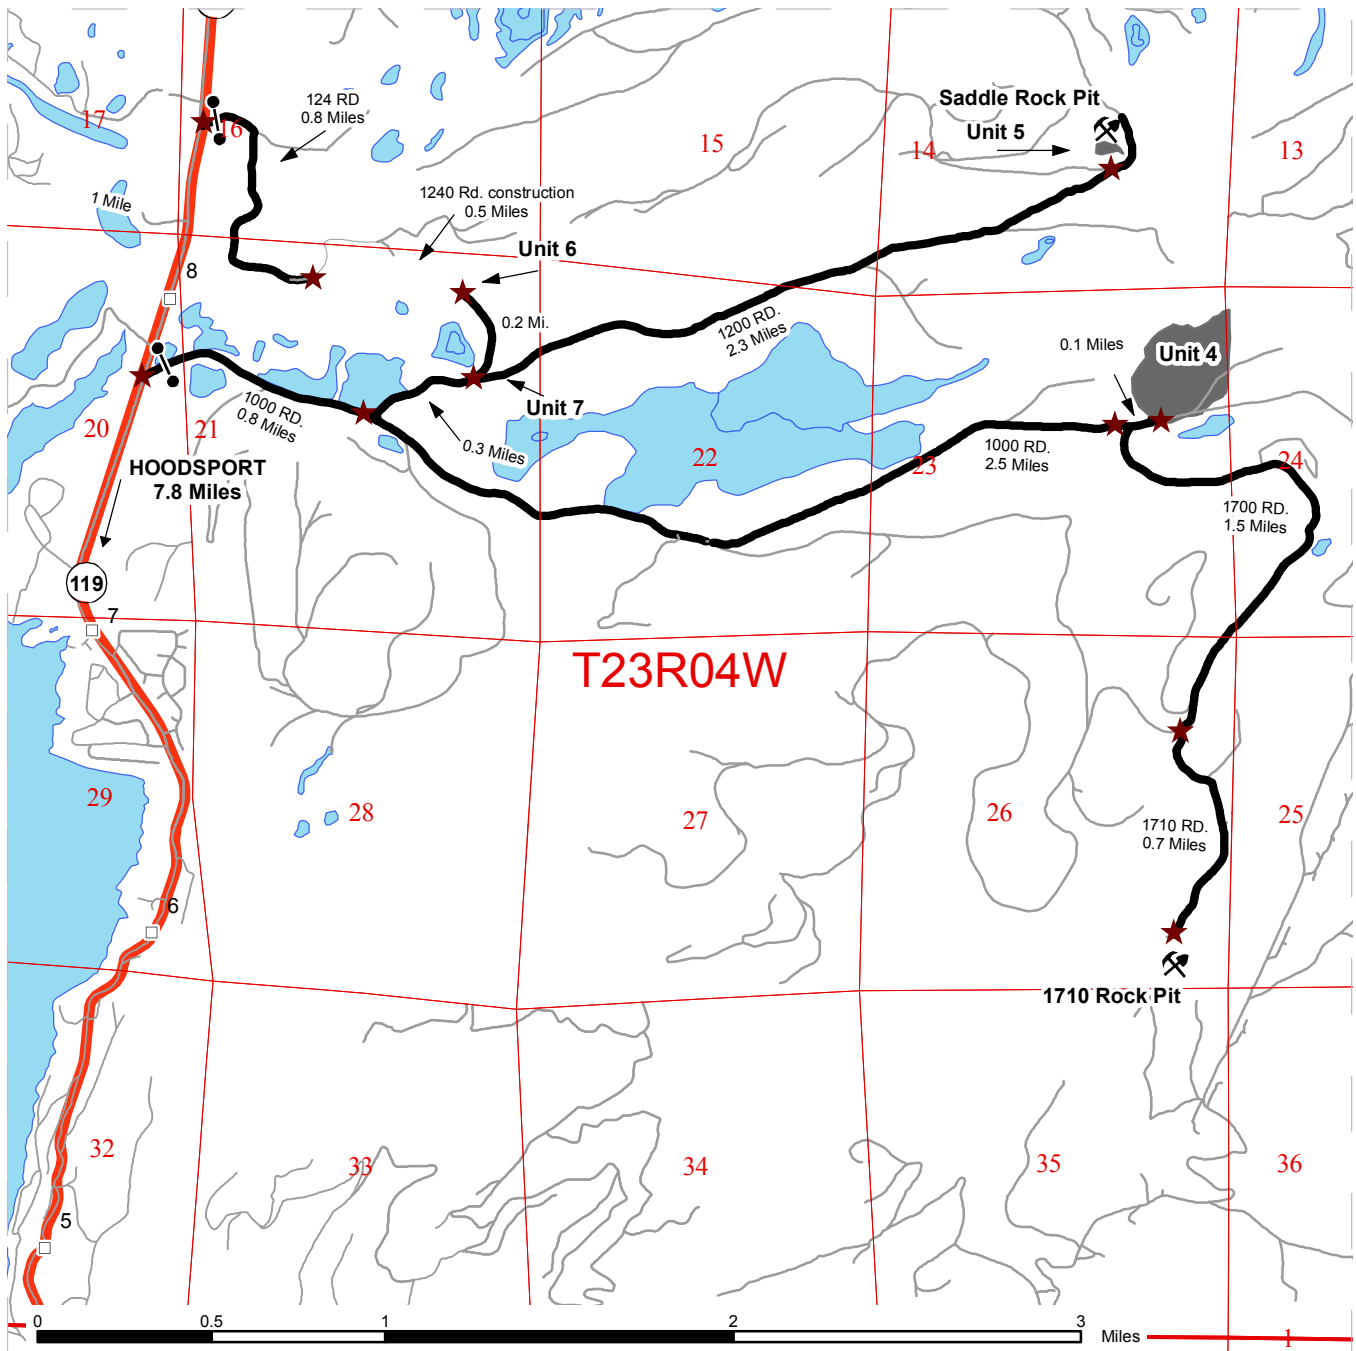 124 RD
0.8 Miles
Saddle Rock Pit
Unit 5
17
16
15
14
13
1 Mile
1240 Rd. construction
0.5 Miles
Unit 6
8
0.2 Mi.
1200 RD.
2.3 Miles
0.1 Miles
Unit 4
1000 RD.
0.8 Miles
Unit 7
0.3 Miles
20
21
22
23
24
1000 RD.
2.5 Miles
HOODSPORT
7.8 Miles
1700 RD.
1.5 Miles
119
7
T23R04W
29
28
27
26
25
1710 RD.
0.7 Miles
6
1710 Rock Pit
32
33
34
35
36
5
0
0.5
1
2
3
Miles
1